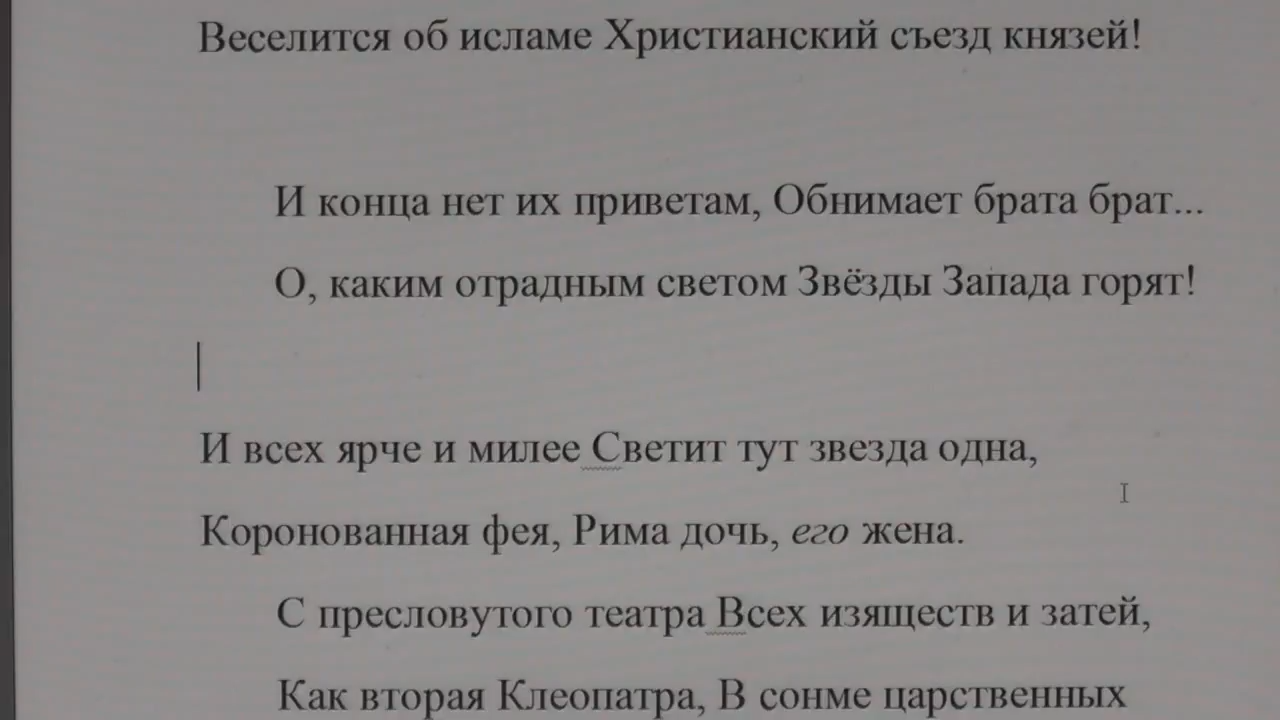 Веселится об исламе Христианский съезд князей!
И конца нет их приветам, Обнимает брата брат...
О, каким отрадным светом Звёзды Запада горят!
И всех ярче и милее Светит тут звезда одна,
Коронованная фея, Рима дочь, его жена.
С пресловутого театра Всех изяществ и затей,
Как вторая Клеопатра, В сонме царственных